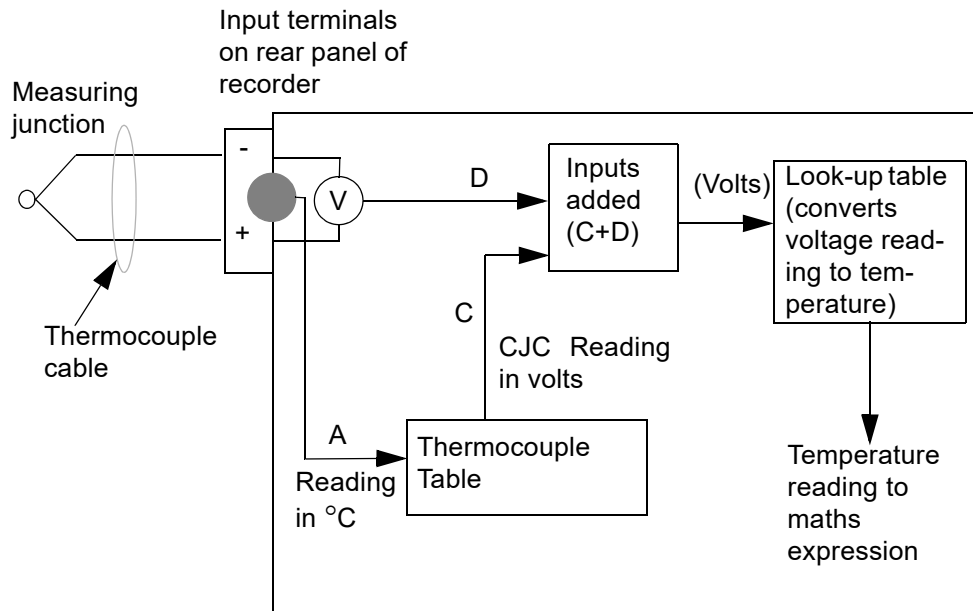 Input terminals
on rear panel of
recorder
Measuring
junction
-
+
V
D
Inputs
added
(C+D)
(Volts)
Look-up table
(converts
voltage read-
ing to tem-
perature)
Thermocouple
cable
C
CJC Reading
in volts
A
Reading
in °C
Thermocouple
Table
Temperature
reading to
maths
expression